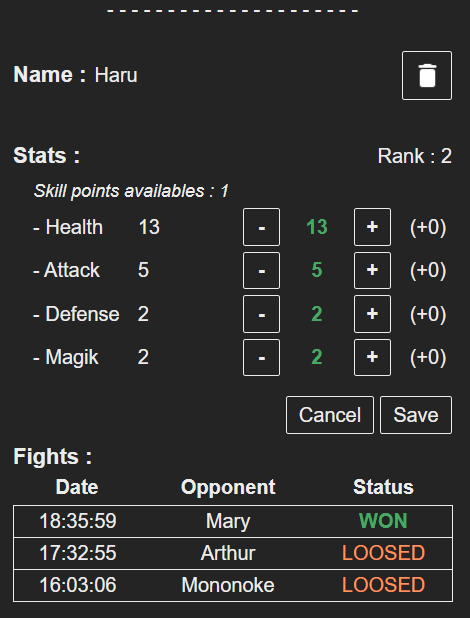 - - - - - - - - - - - - - - - - - - - - -
Name : Haru
Stats : Rank : 2
Skill points availables : 1
- Health 13 - 13 + (+0)
- Attack 5 - 5 + (+0)
- Defense 2 - 2 + (+0)
- Magik 2 - 2 + (+0)
Cancel Save
Fights :
Date Opponent Status
18:35:59 Mary WON
17:32:55 Arthur LOOSED
16:03:06 Mononoke LOOSED